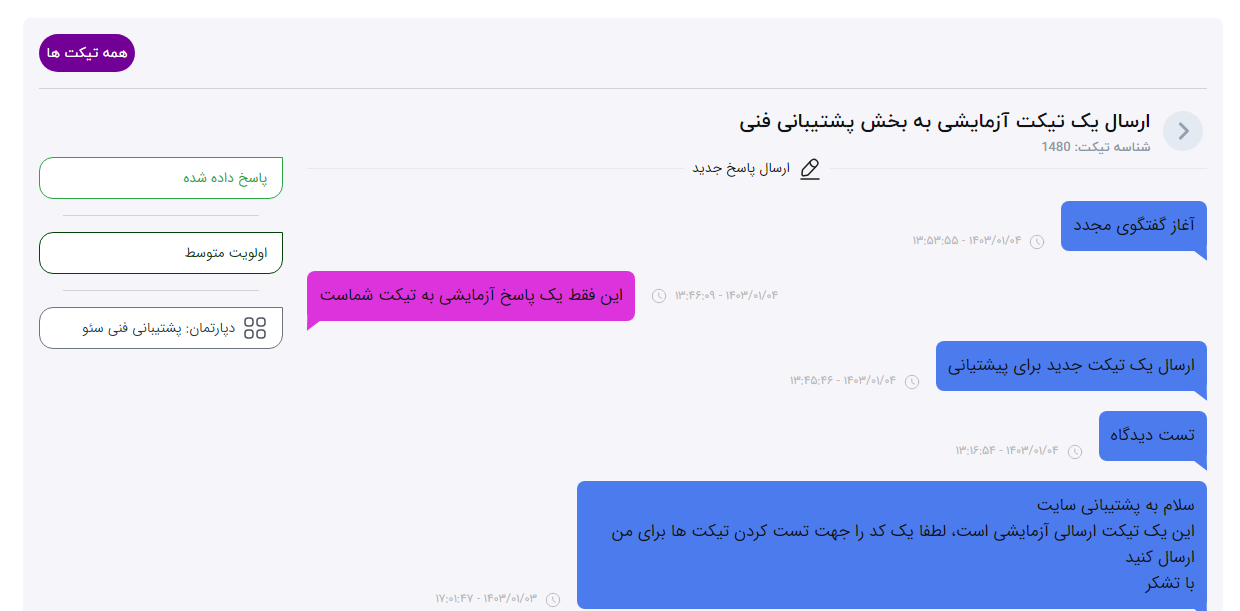 همه تیکت ها
ارسال یک تیکت آزمایشی به بخش پشتیبانی فنی
شناسه تیکت: 1480
ارسال پاسخ جدید
پاسخ داده شده
اولویت متوسط
دپارتمان: پشتیبانی فنی سئو
آغاز گفتگوی مجدد
۱۴۰۳/۰۱/۰۴ - ۱۳:۵۳:۵۵
این فقط یک پاسخ آزمایشی به تیکت شماست
۱۴۰۳/۰۱/۰۴ - ۱۳:۴۶:۰۹
ارسال یک تیکت جدید برای پیشتیانی
۱۴۰۳/۰۱/۰۴ - ۱۳:۴۵:۴۶
تست دیدگاه
۱۴۰۳/۰۱/۰۴ - ۱۳:۱۶:۵۴
سلام به پشتیبانی سایت
این یک تیکت ارسالی آزمایشی است، لطفا یک کد را جهت تست کردن تیکت ها برای من
ارسال کنید
با تشکر
۱۴۰۳/۰۱/۰۳ - ۱۷:۰۱:۴۷